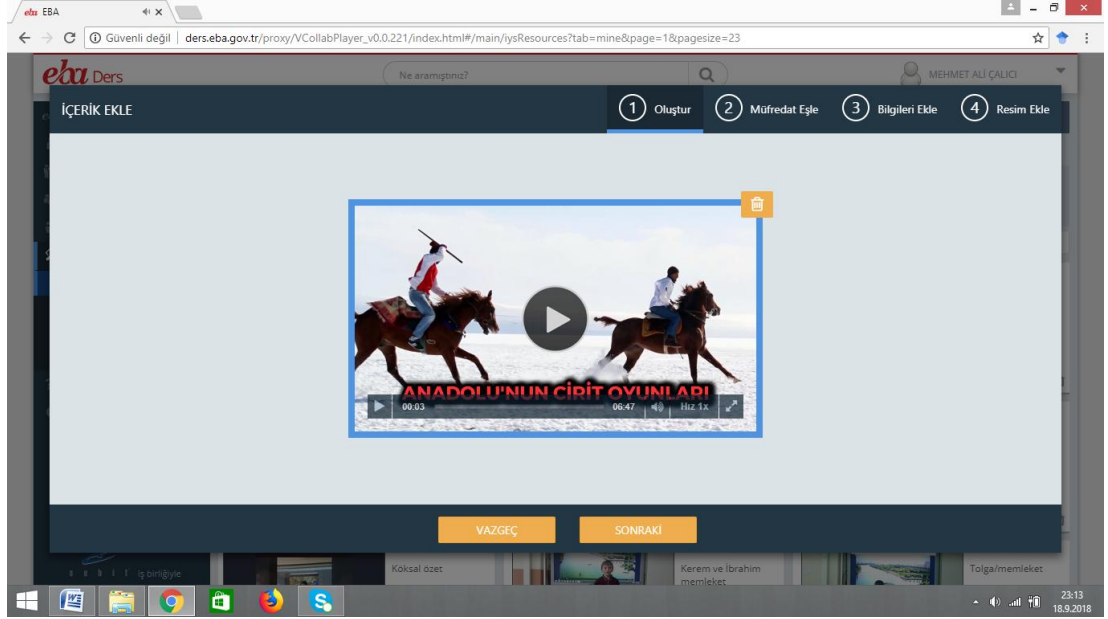 eba EBA
Güvenli değil | ders.eba.gov.tr/proxy/VCollabPlayer_v0.0.221/index.html#/main/iysResources?tab=mine&page=1&pagesize=23
eba Ders
Ne aramıştınız?
MEHMET ALİ ÇALICI
İÇERİK EKLE
1 Oluştur
2 Müfredat Eşle
3 Bilgileri Ekle
4 Resim Ekle
ANADOLU'NUN CİRİT OYUNLARI
00:03
06:47
Hız 1x
VAZGEÇ
SONRAKİ
sebit iş birliğiyle
Köksal özet
Kerem ve İbrahim
memleket
Tolga/memleket
23:13
18.9.2018